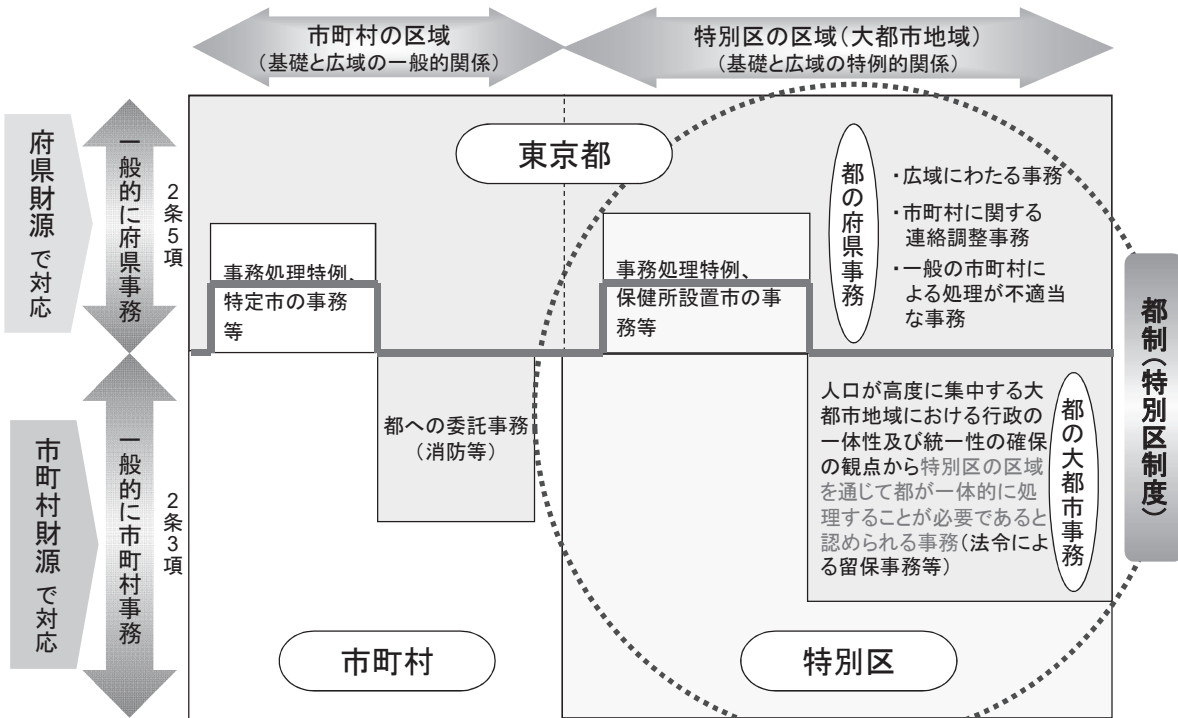 市町村の区域
(基礎と広域の一般的関係)
特別区の区域(大都市地域)
(基礎と広域の特例的関係)
府県財源で対応
一般的に府県事務
2条5項
東京都
事務処理特例、
特定市の事務
等
事務処理特例、
保健所設置市の事
務等
都の府県事務
・広域にわたる事務
・市町村に関する
連絡調整事務
・一般の市町村に
よる処理が不適当
な事務
都制(特別区制度)
市町村財源で対応
一般的に市町村事務
2条3項
都への委託事務
(消防等)
人口が高度に集中する大
都市地域における行政の
一体性及び統一性の確保
の観点から特別区の区域
を通じて都が一体的に処
理することが必要であると
認められる事務(法令によ
る留保事務等)
都の大都市事務
市町村
特別区